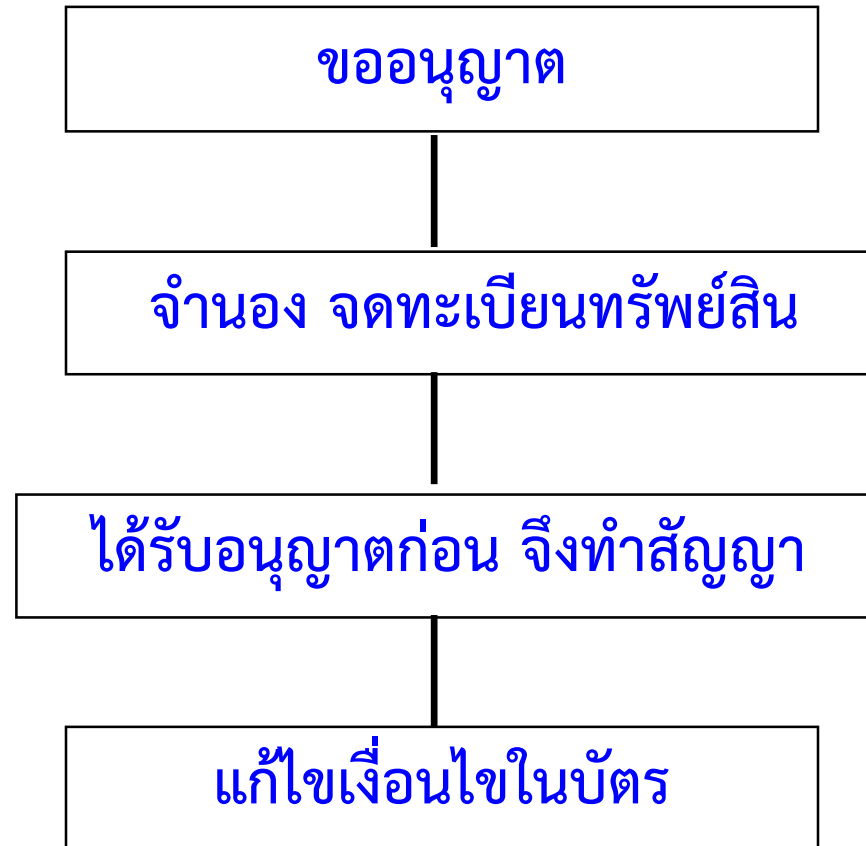 ขออนุญาต
จำนอง จดทะเบียนทรัพย์สิน
ได้รับอนุญาตก่อน จึงทำสัญญา
แก้ไขเงื่อนไขในบัตร